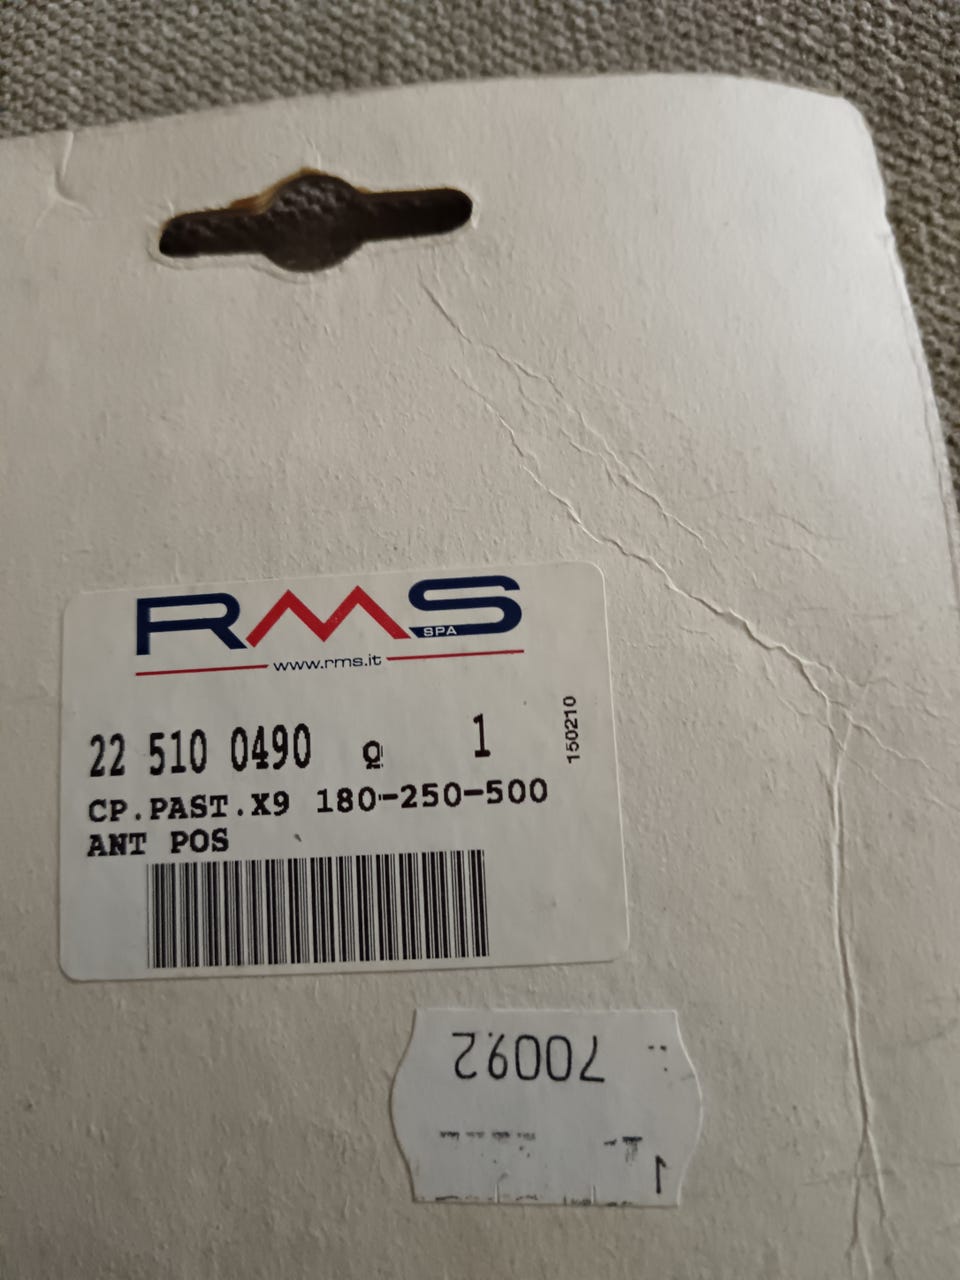 RMS
SPA
www.rms.it
22 510 0490 Q 1
150210
CP.PAST.X9 180-250-500
ANT POS
70092
1